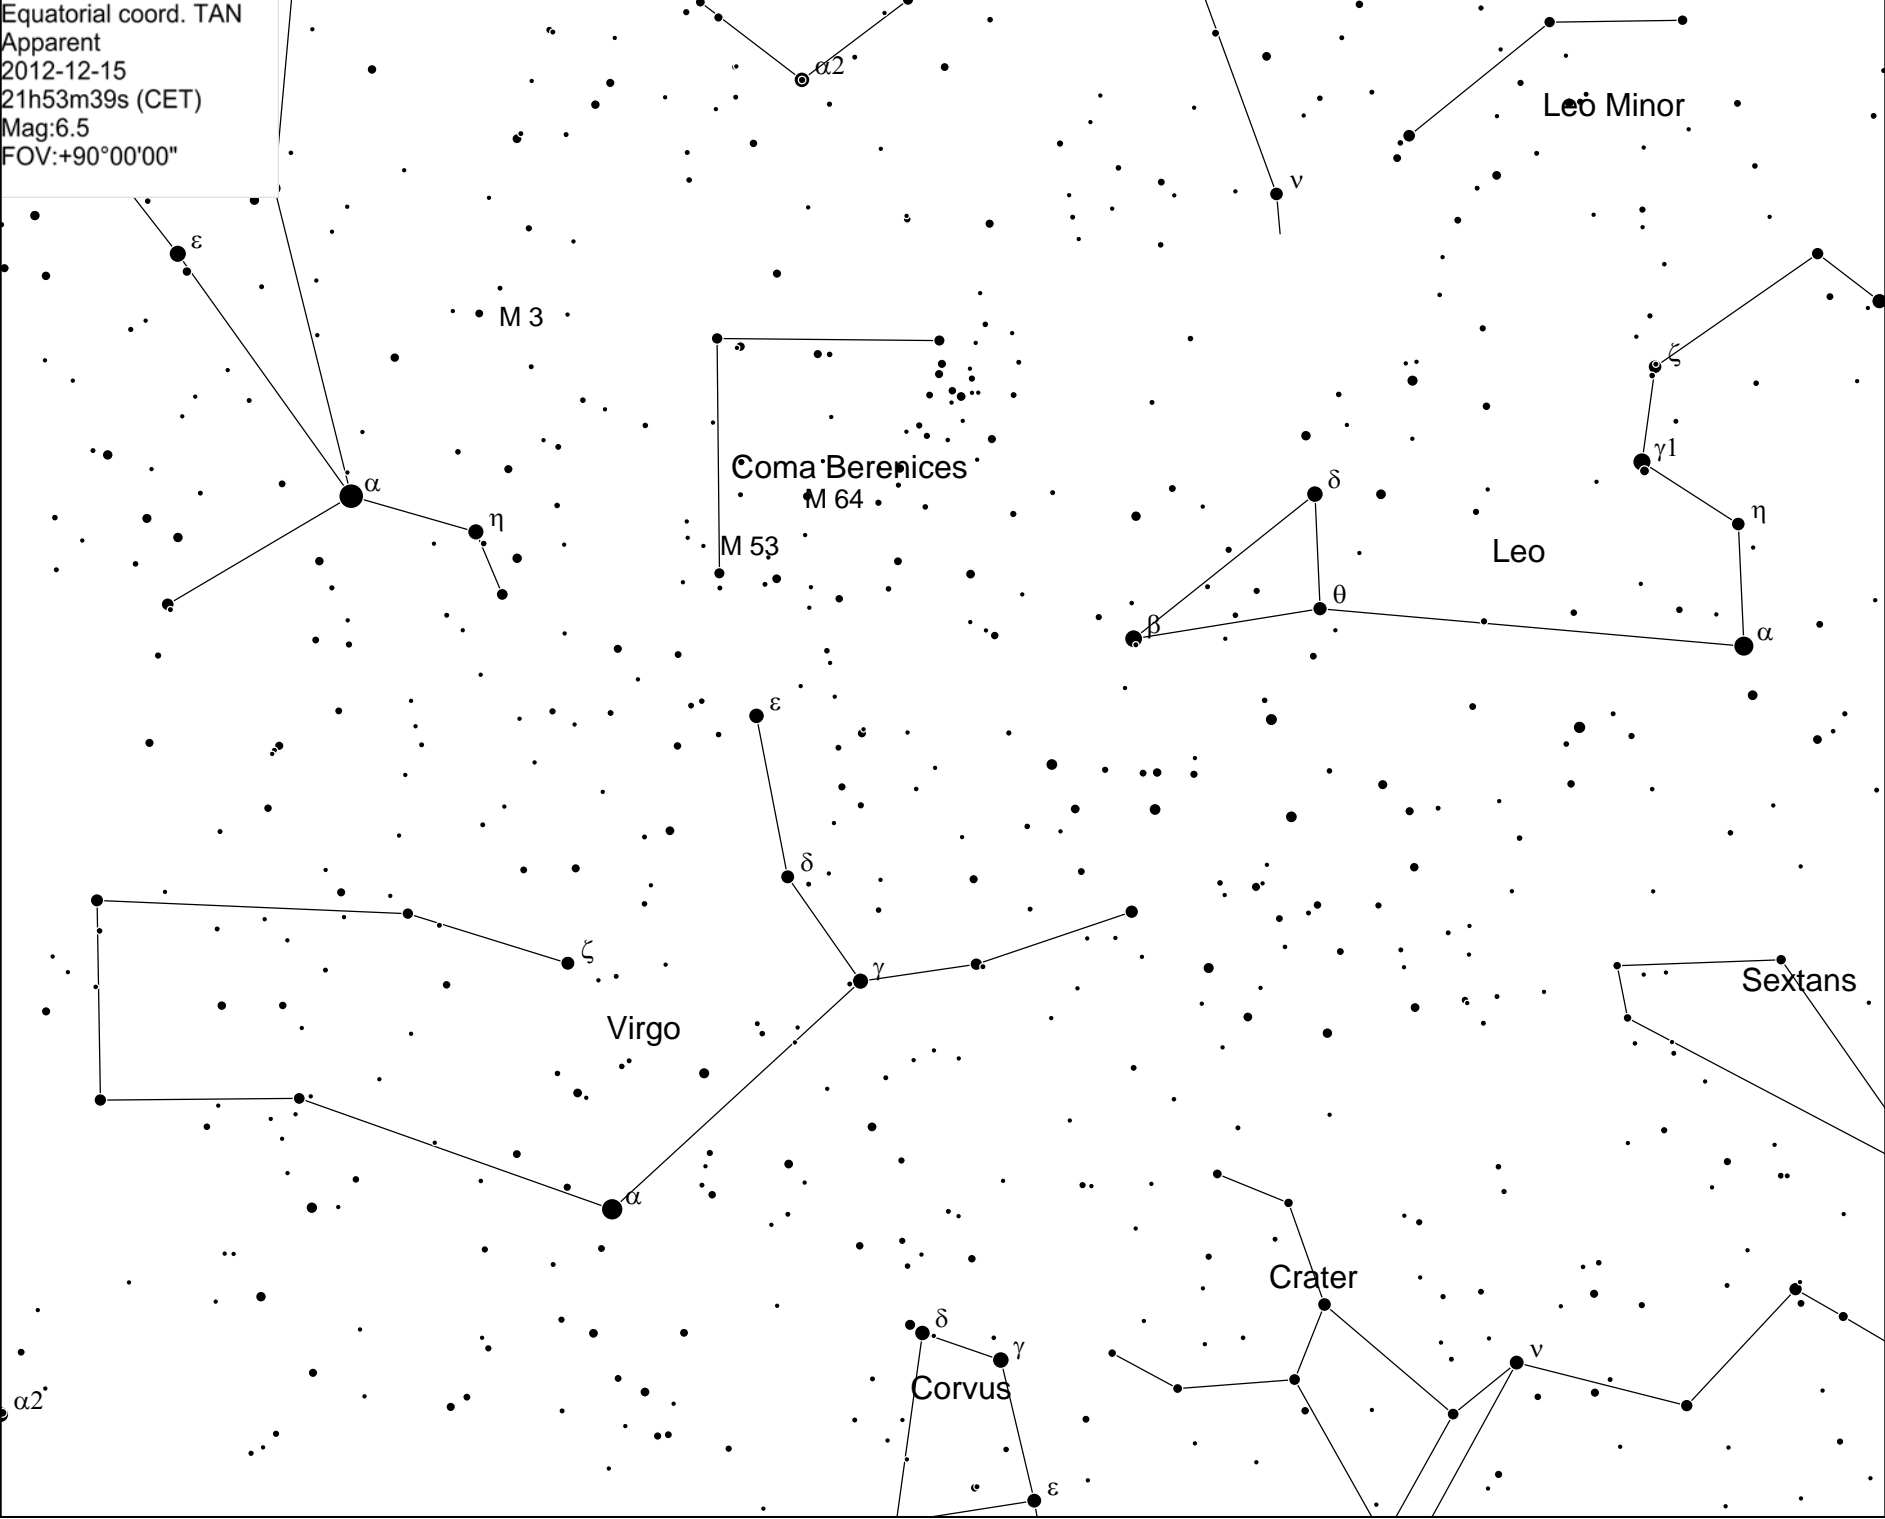 Equatorial coord. TAN
Apparent
2012-12-15
21h53m39s (CET)
Mag:6.5
FOV:+90°00'00"
α2
Leo Minor
ν
ε
M 3
ζ
Coma Berenices
γ1
α
δ
M 64
η
η
M 53
Leo
θ
β
α
ε
δ
ζ
γ
Sextans
Virgo
α
Crater
δ
γ
ν
Corvus
α2
ε